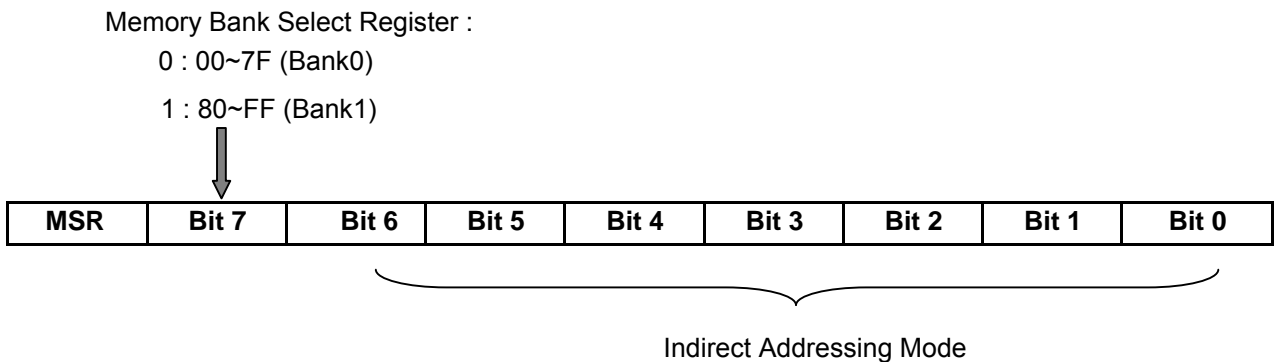 Memory Bank Select Register :
0 : 00~7F (Bank0)
1 : 80~FF (Bank1)
MSR Bit 7 Bit 6 Bit 5 Bit 4 Bit 3 Bit 2 Bit 1 Bit 0
Indirect Addressing Mode